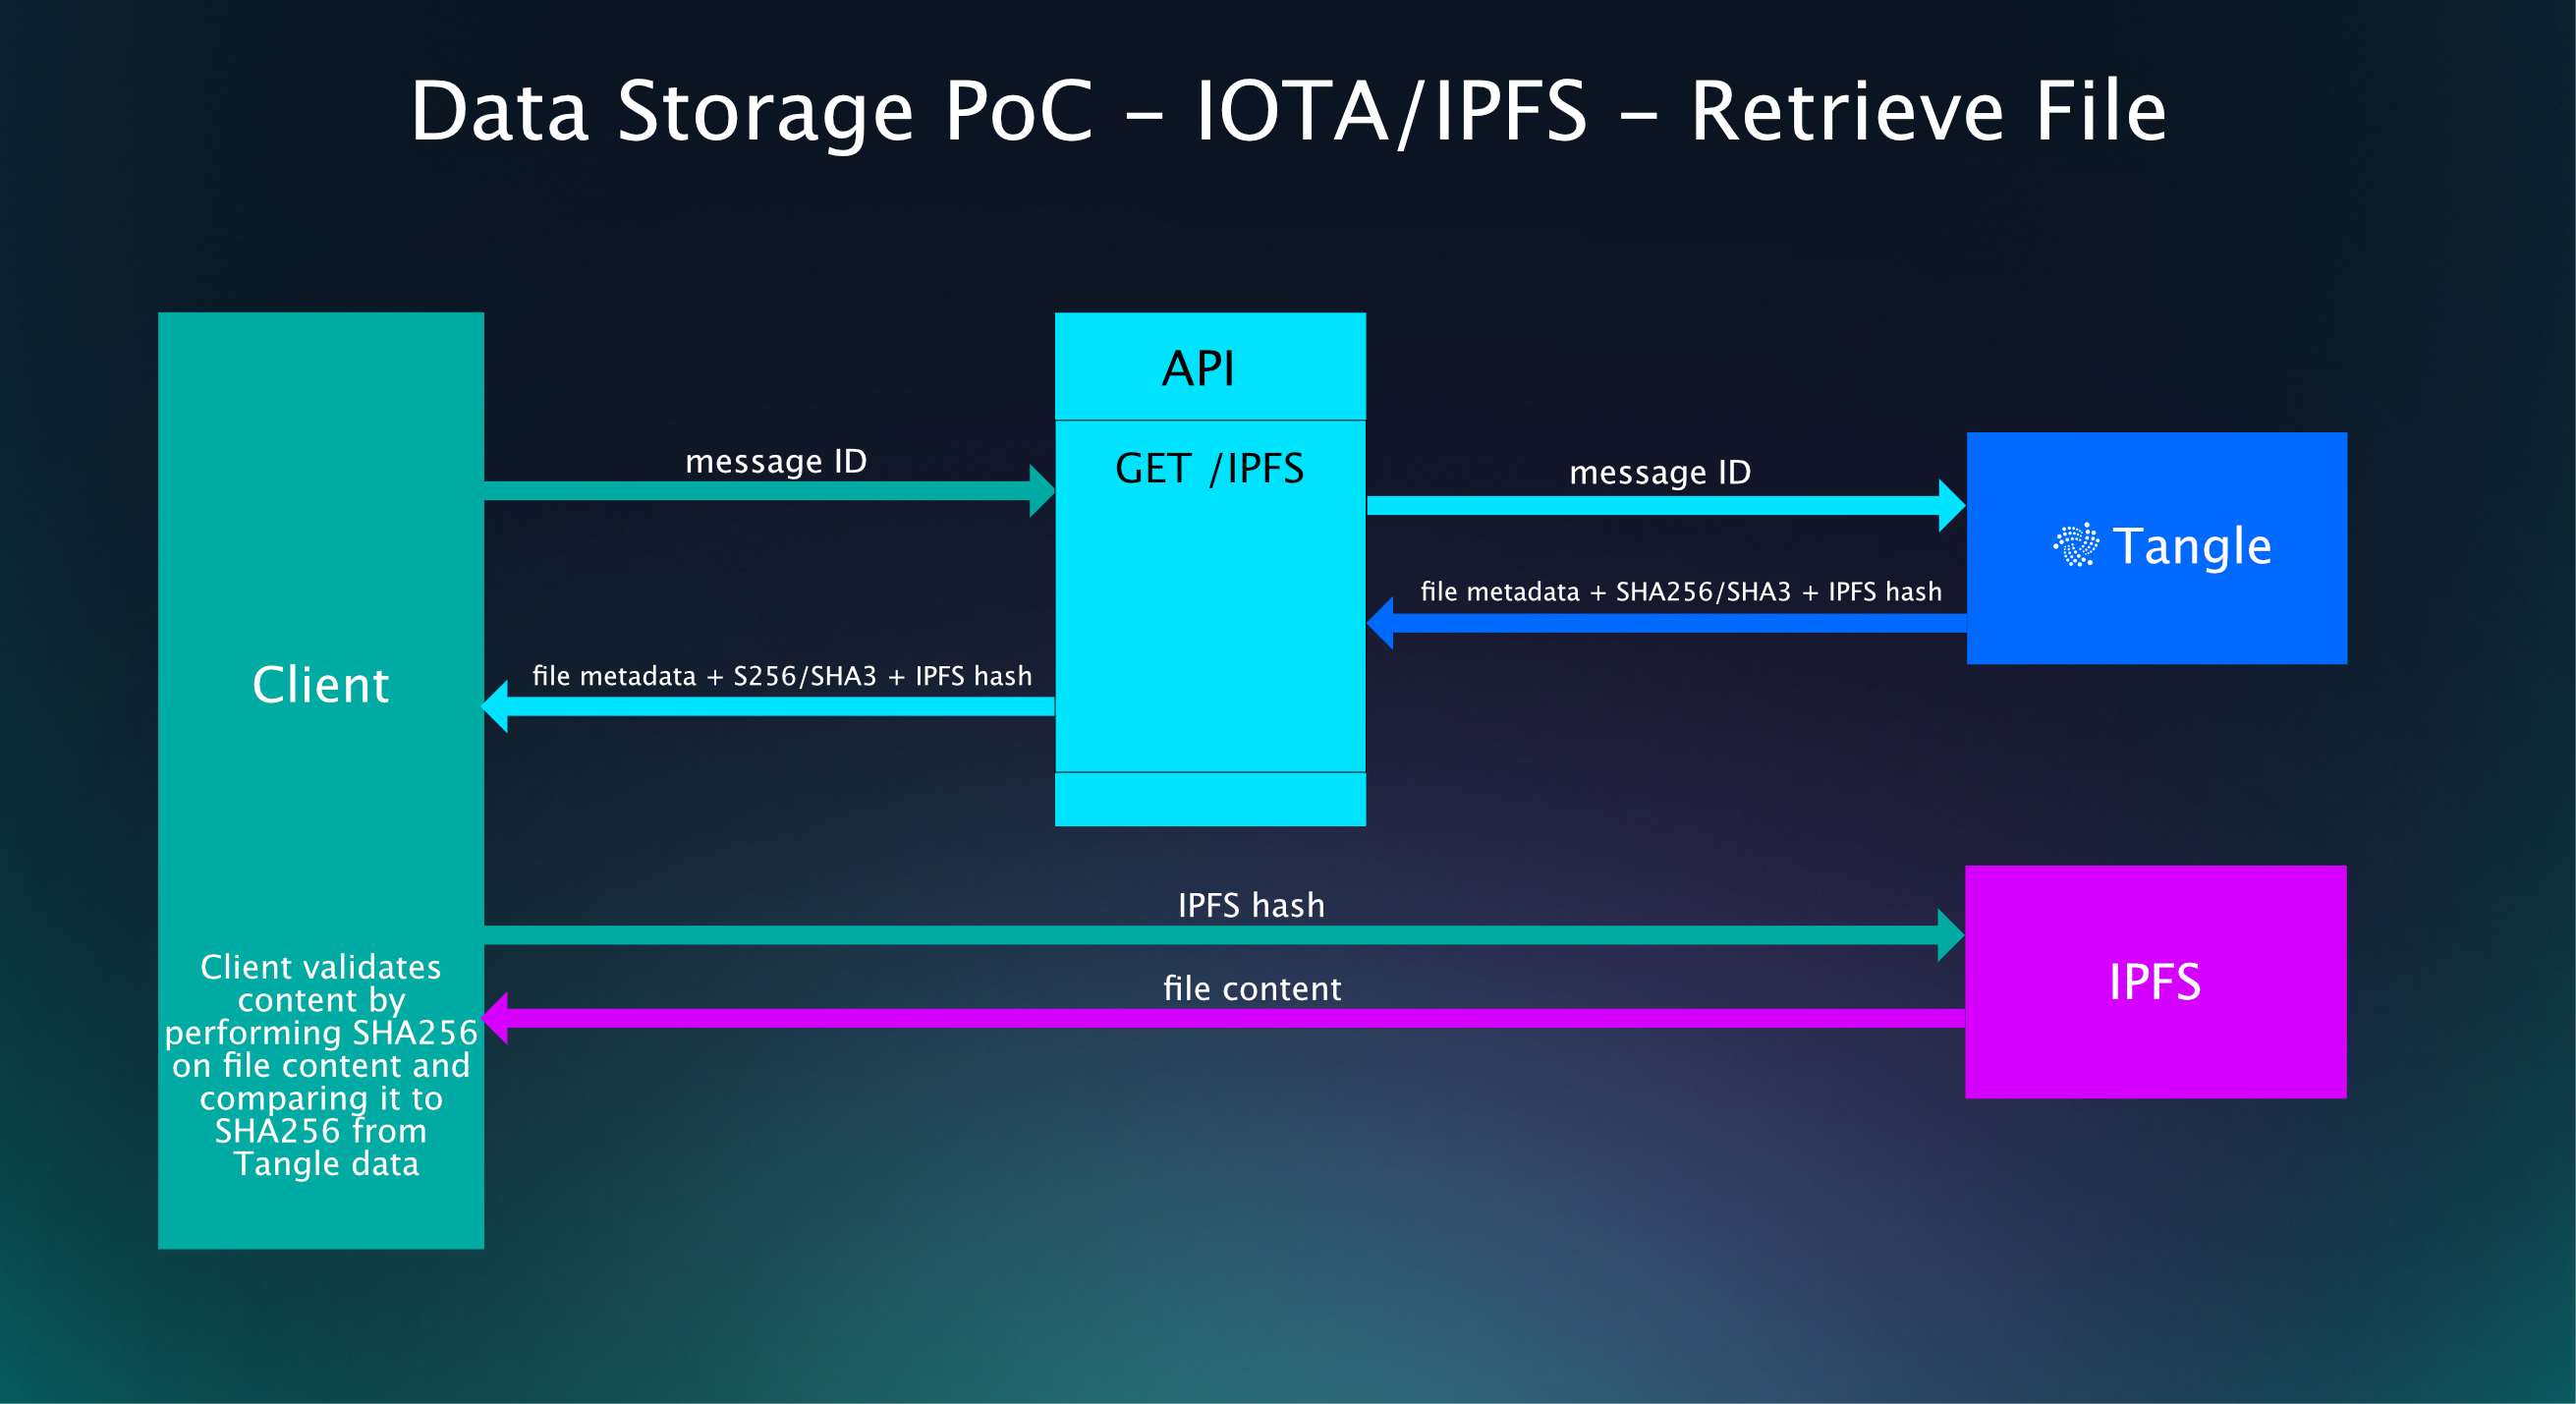 Data Storage PoC – IOTA/IPFS – Retrieve File
API
message ID
GET /IPFS
message ID
Tangle
file metadata + SHA256/SHA3 + IPFS hash
Client
file metadata + S256/SHA3 + IPFS hash
IPFS hash
Client validates
content by
performing SHA256
on file content and
comparing it to
SHA256 from
Tangle data
file content
IPFS